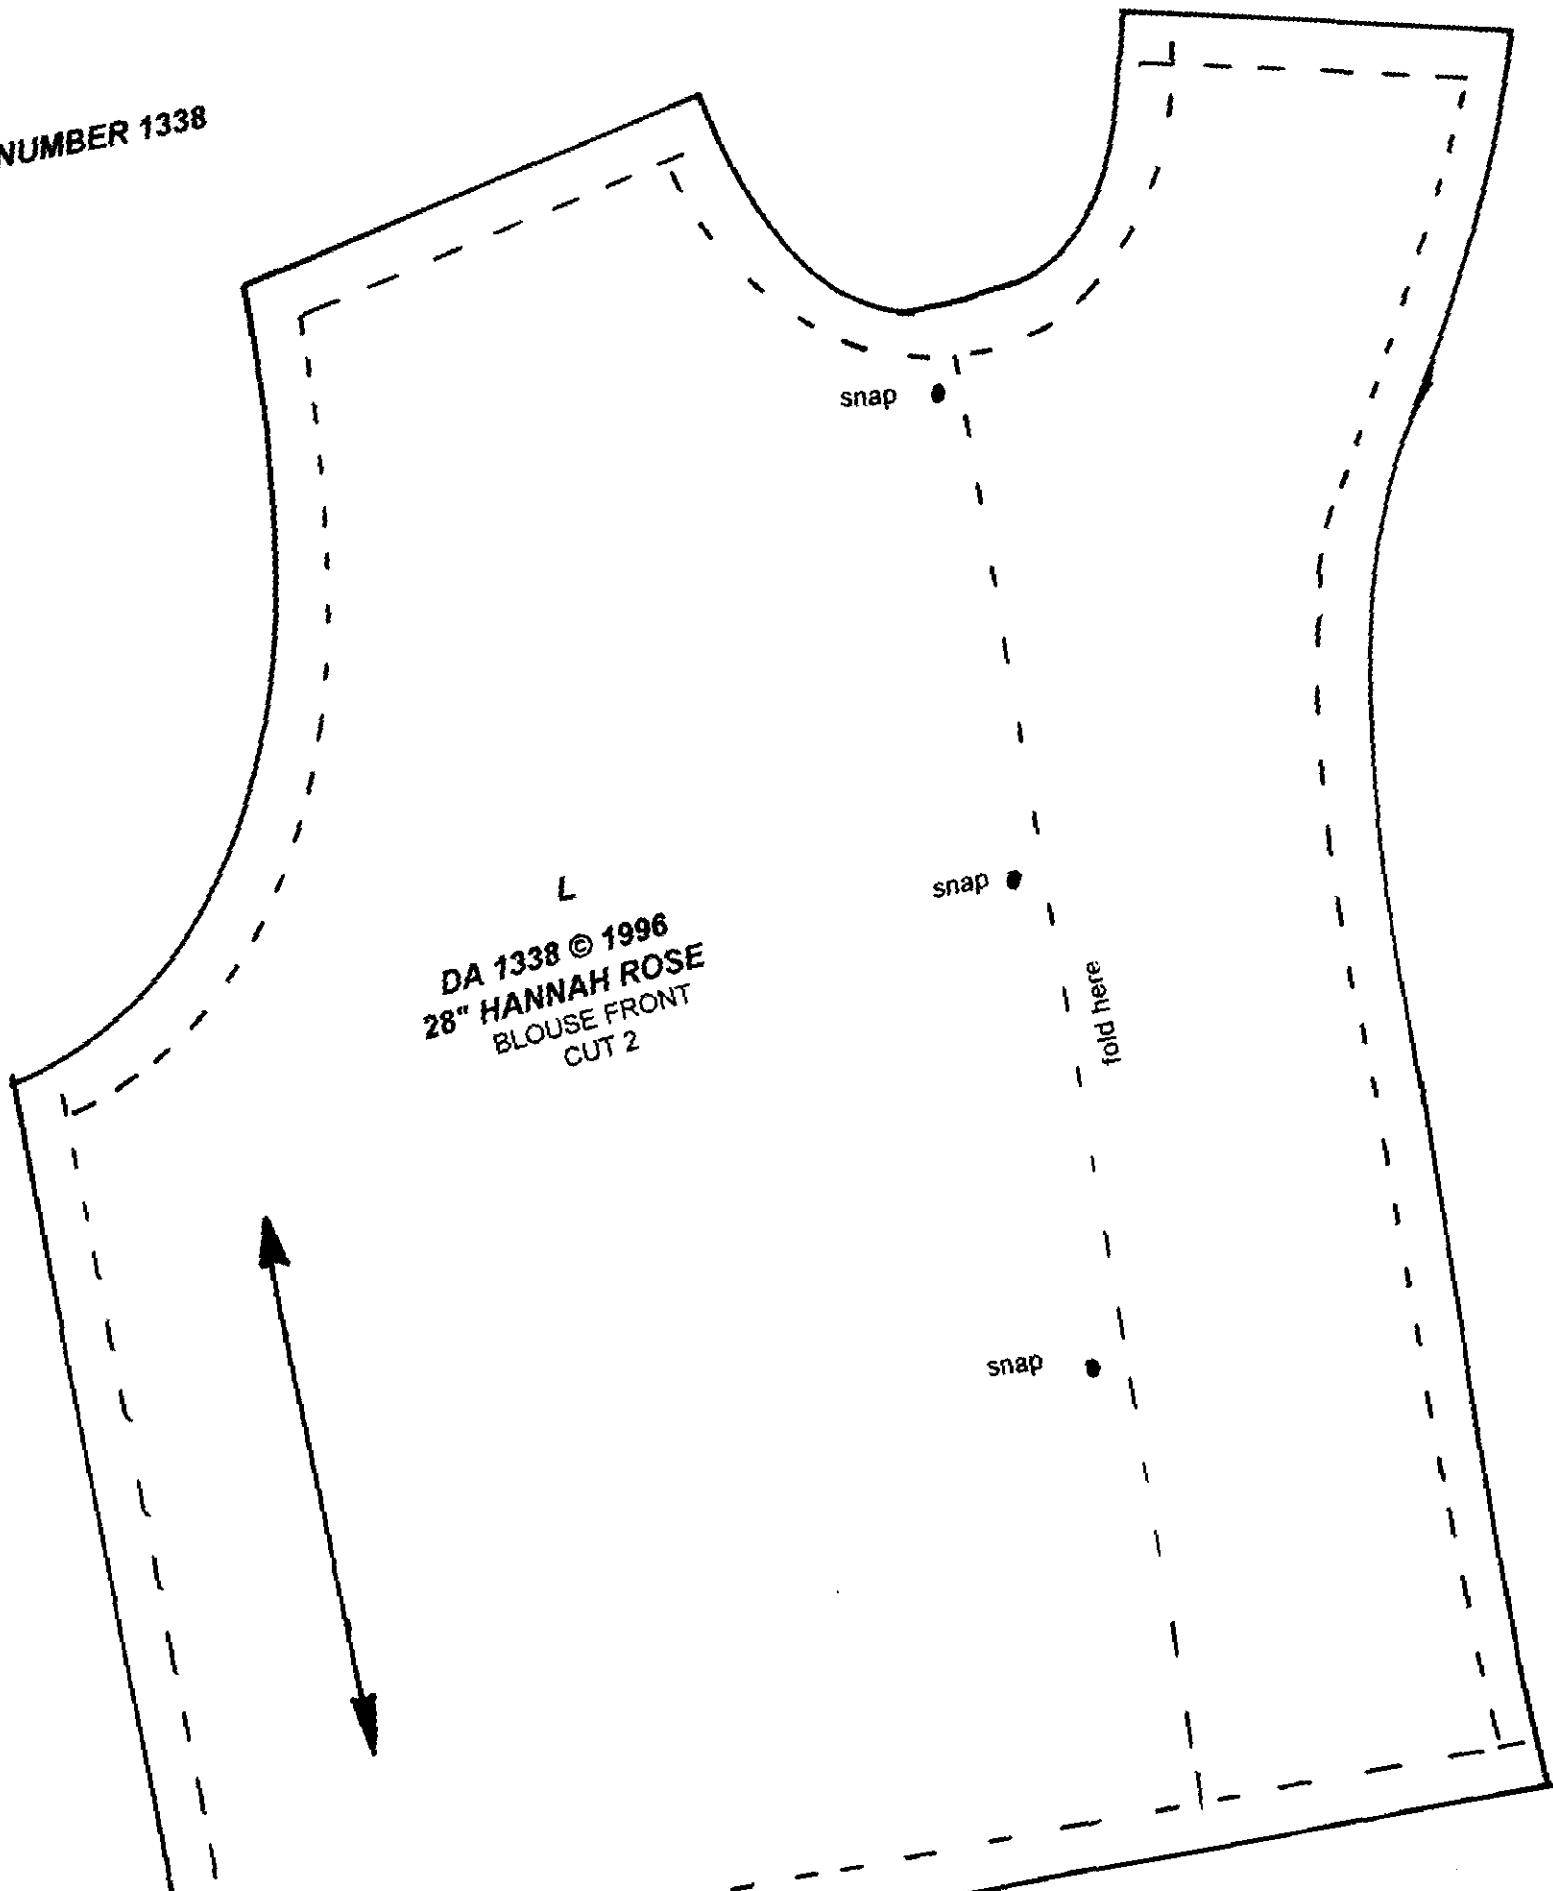 NUMBER 1338
snap
snap
L
DA 1338 © 1996
28" HANNAH ROSE
BLOUSE FRONT
CUT 2
fold here
snap